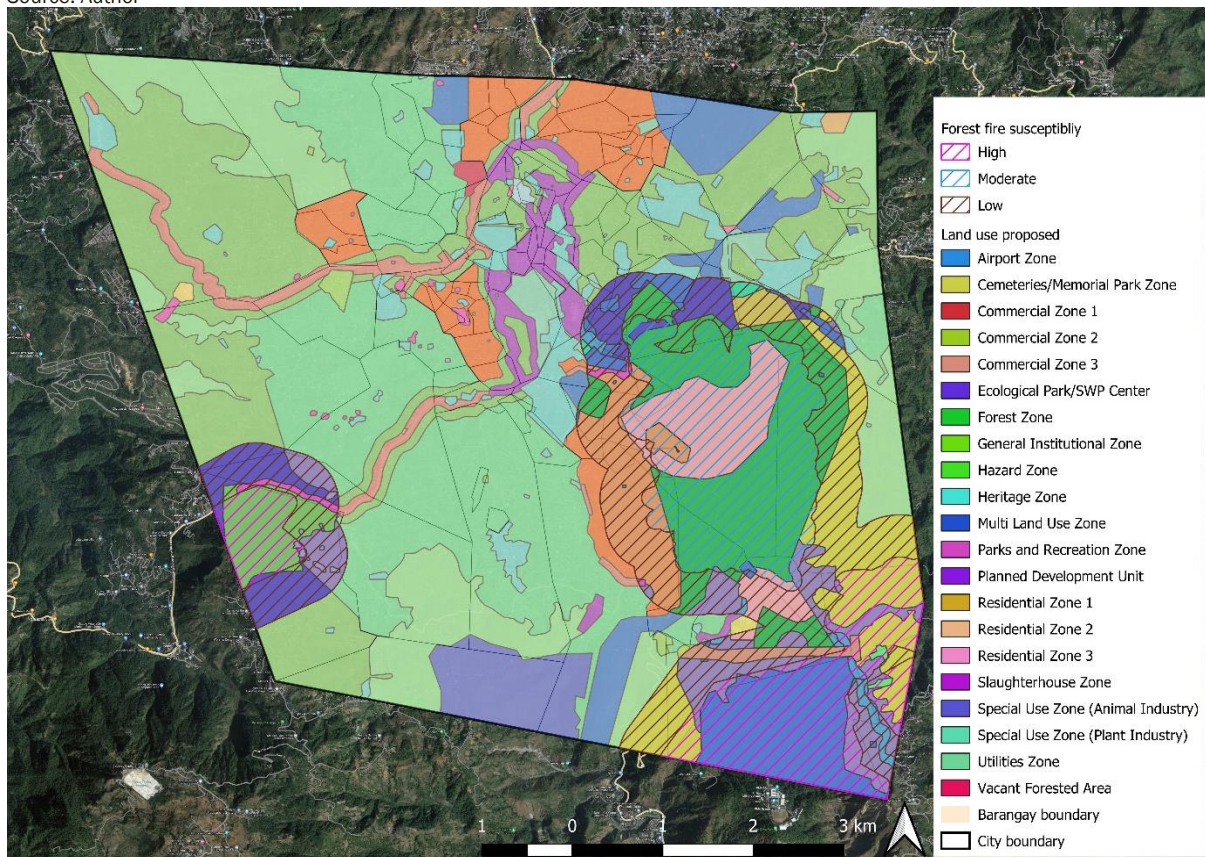 Source: Author
Forest fire susceptibliy
High
Moderate
Low
Land use proposed
Airport Zone
Cemeteries/Memorial Park Zone
Commercial Zone 1
Commercial Zone 2
Commercial Zone 3
Ecological Park/SWP Center
Forest Zone
General Institutional Zone
Hazard Zone
Heritage Zone
Multi Land Use Zone
Parks and Recreation Zone
Planned Development Unit
Residential Zone 1
Residential Zone 2
Residential Zone 3
Slaughterhouse Zone
Special Use Zone (Animal Industry)
Special Use Zone (Plant Industry)
Utilities Zone
Vacant Forested Area
Barangay boundary
City boundary
1 0 1 2 3 km